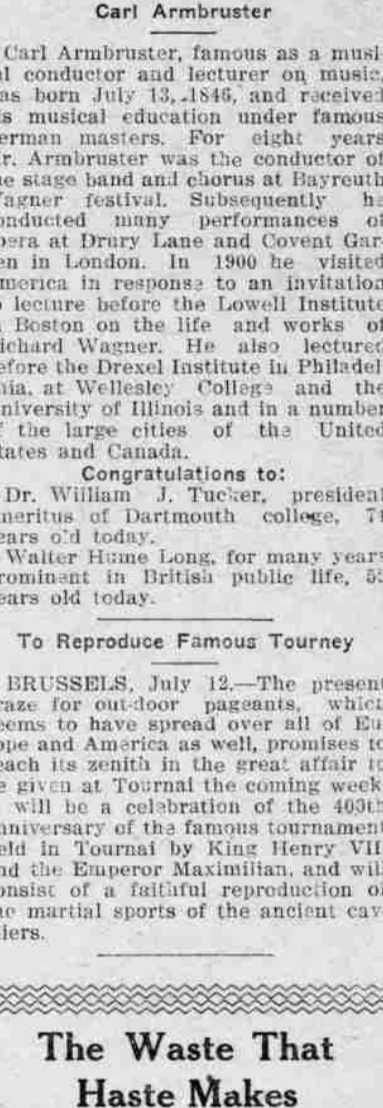 Carl Armbruster
Carl Armbruster, famous as a musi-
al conductor and lecturer on music,
as born July 13, 1846, and received
is musical education under famous
erman masters. For eight years
r. Armbruster was the conductor of
he stage band and chorus at Bayreuth
agner festival. Subsequently he
onducted many performances of
pera at Drury Lane and Covent Gar-
en in London. In 1900 he visited
merica in response to an invitation
o lecture before the Lowell Institute
n Boston on the life and works of
ichard Wagner. He also lectured
efore the Drexel Institute in Philadel-
hia, at Wellesley College and the
niversity of Illinois and in a number
f the large cities of the United
tates and Canada.
Congratulations to:
Dr. William J. Tucker, president
meritus of Dartmouth college, 74
ears old today.
Walter Hume Long, for many years
rominent in British public life, 5
ears old today.
To Reproduce Famous Tourney
BRUSSELS, July 12.—The present
raze for out-door pageants, which
eems to have spread over all of Eu-
ope and America as well, promises to
each its zenith in the great affair to
e given at Tournai the coming week.
will be a celebration of the 400th
nniversary of the famous tournament
eld in Tournai by King Henry VII
nd the Emperor Maximilian, and will
onsist of a faithful reproduction of
he martial sports of the ancient cav-
liers.
The Waste That
Haste Makes